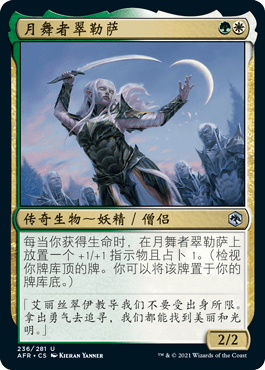 月舞者翠勒萨
传奇生物～妖精／僧侣
每当你获得生命时，在月舞者翠勒萨上
放置一个 +1/+1 指示物且占卜 1。（检视
你牌库顶的牌。你可以将该牌置于你的
牌库底。）
「艾丽丝翠伊教导我们不要受出身所限。
拿出勇气去追寻，我们都能找到美丽和光
明。」
2/2
236/281 U
AFR • CS KIERAN YANNER
™ & © 2021 Wizards of the Coast